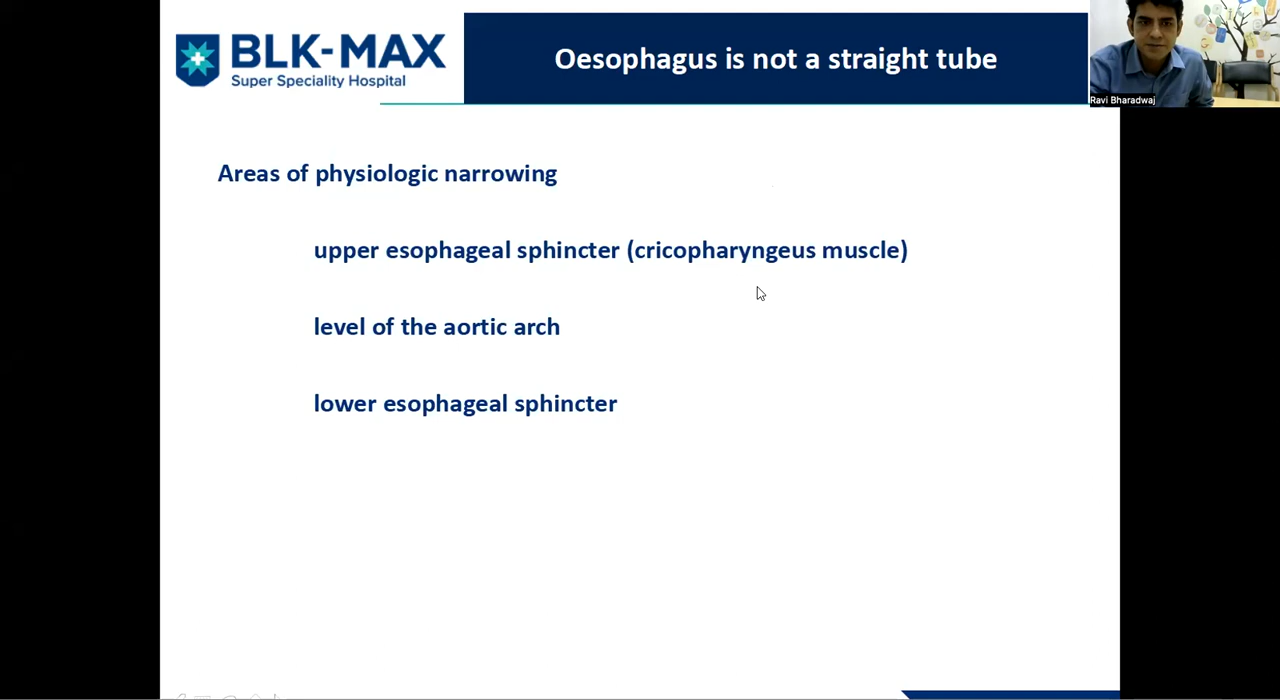 BLK-MAX
Super Speciality Hospital
Oesophagus is not a straight tube
Ravi Bharadwaj
Areas of physiologic narrowing
upper esophageal sphincter (cricopharyngeus muscle)
level of the aortic arch
lower esophageal sphincter